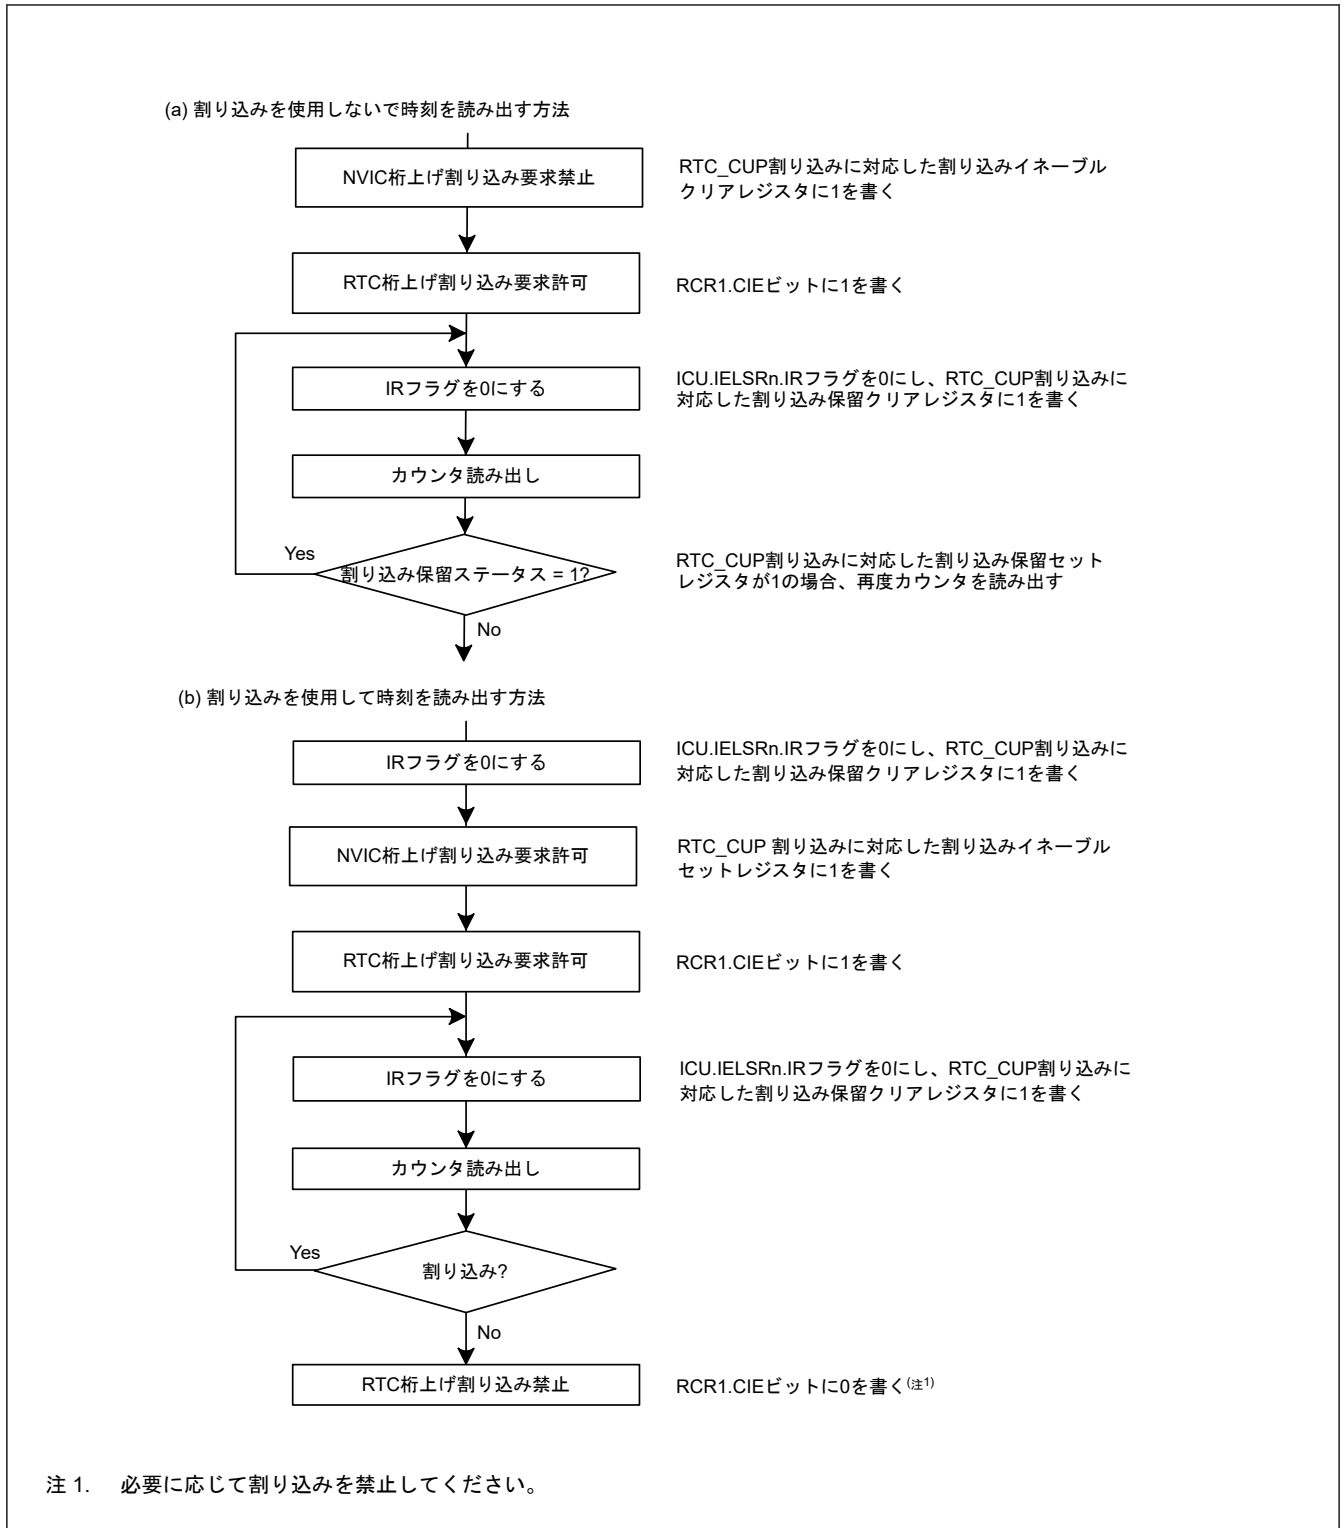 (a) 割り込みを使用しないで時刻を読み出す方法
NVIC桁上げ割り込み要求禁止
RTC_CUP割り込みに対応した割り込みイネーブル
クリアレジスタに1を書く
RTC桁上げ割り込み要求許可
RCR1.CIEビットに1を書く
IRフラグを0にする
ICU.IELSRn.IRフラグを0にし、RTC_CUP割り込みに
対応した割り込み保留クリアレジスタに1を書く
カウンタ読み出し
Yes
割り込み保留ステータス = 1?
RTC_CUP割り込みに対応した割り込み保留セット
レジスタが1の場合、再度カウンタを読み出す
No
(b) 割り込みを使用して時刻を読み出す方法
IRフラグを0にする
ICU.IELSRn.IRフラグを0にし、RTC_CUP割り込みに
対応した割り込み保留クリアレジスタに1を書く
NVIC桁上げ割り込み要求許可
RTC_CUP 割り込みに対応した割り込みイネーブル
セットレジスタに1を書く
RTC桁上げ割り込み要求許可
RCR1.CIEビットに1を書く
IRフラグを0にする
ICU.IELSRn.IRフラグを0にし、RTC_CUP割り込みに
対応した割り込み保留クリアレジスタに1を書く
カウンタ読み出し
Yes
割り込み?
No
RTC桁上げ割り込み禁止
RCR1.CIEビットに0を書く(注1)
注 1. 必要に応じて割り込みを禁止してください。